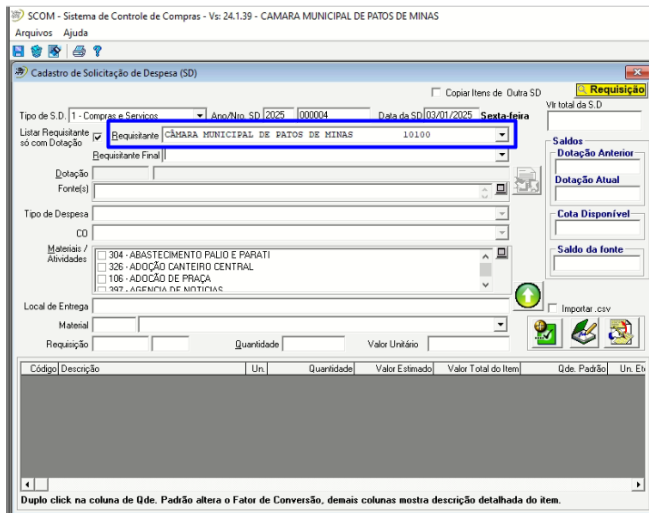 SCOM - Sistema de Controle de Compras - Vs: 24.1.39 - CAMARA MUNICIPAL DE PATOS DE MINAS
Arquivos Ajuda
Cadastro de Solicitação de Despesa (SD)
Copiar Itens de Outra SD
Requisição
Tipo de S.D. 1 - Compras e Serviços Ano/Nro. SD 2025 000004 Data da SD 03/01/2025 Sexta-feira
Vlr total da S.D
Listar Requisitante só com Dotação
Requisitante CÂMARA MUNICIPAL DE PATOS DE MINAS 10100
Requisitante Final
Saldos
Dotação Anterior
Dotação
Dotação Atual
Fonte(s)
Tipo de Despesa
Cota Disponível
CO
Materiais / Atividades
304 - ABASTECIMENTO PALIO E PARATI
326 - ADOÇÃO CANTEIRO CENTRAL
106 - ADOCÃO DE PRAÇA
397 - AGENCIA DE NOTICIAS
Saldo da fonte
Local de Entrega
Importar .csv
Material
Requisição Quantidade Valor Unitário
Código Descrição Un. Quantidade Valor Estimado Valor Total do Item Qde. Padrão Un. Et
Duplo click na coluna de Qde. Padrão altera o Fator de Conversão, demais colunas mostra descrição detalhada do item.